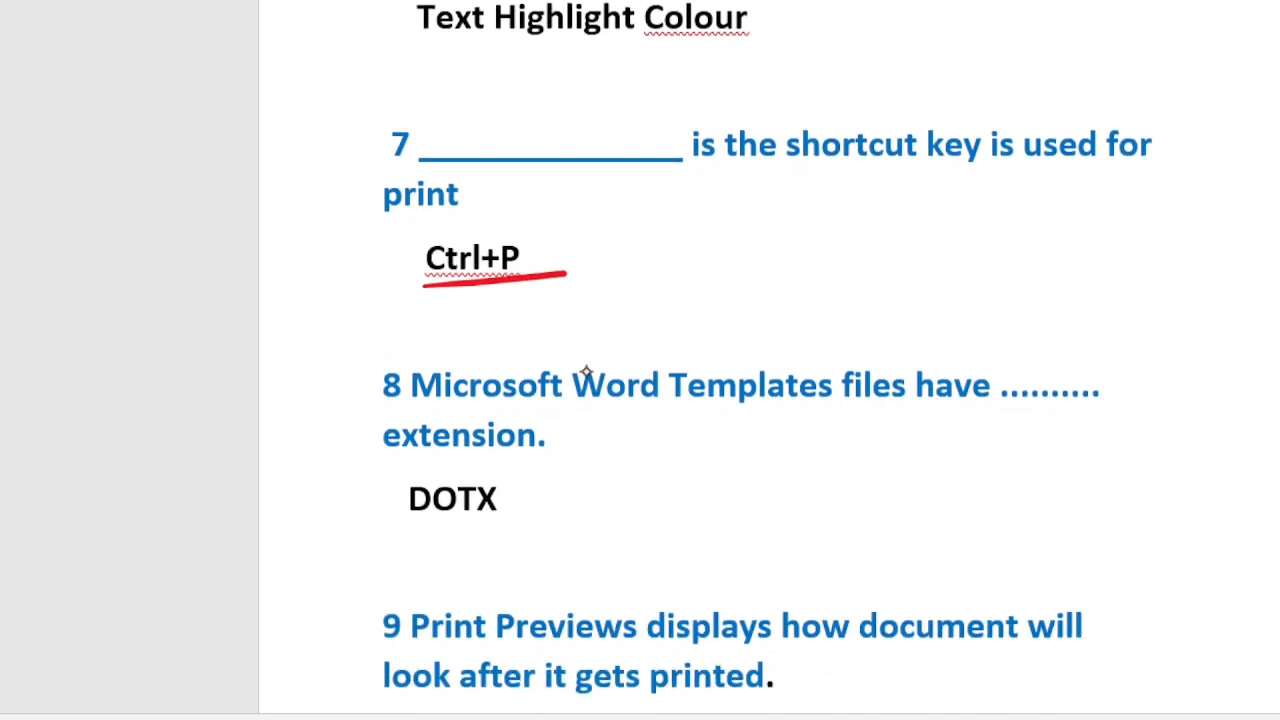 Text Highlight Colour
7 _______________ is the shortcut key is used for
print
Ctrl+P
8 Microsoft Word Templates files have ..........
extension.
DOTX
9 Print Previews displays how document will
look after it gets printed.